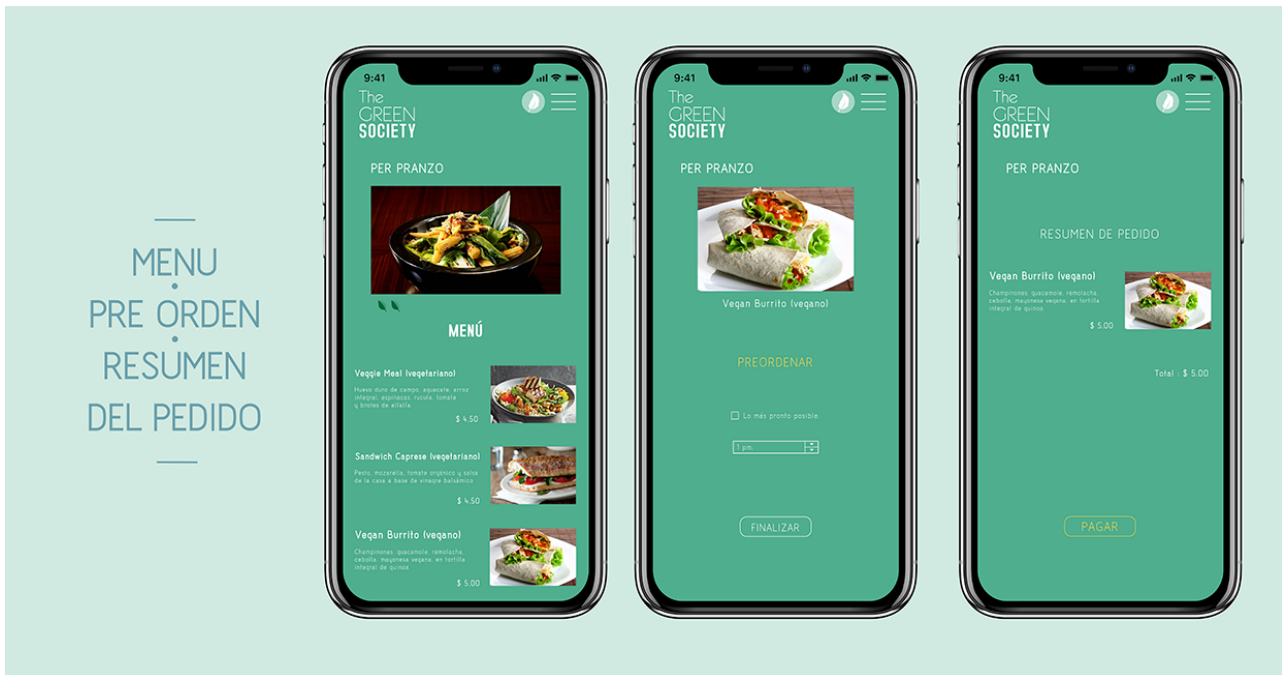 MENU
PRE ORDEN
RESUMEN
DEL PEDIDO
9:41
The
GREEN
SOCIETY
PER PRANZO
MENÚ
Veggie Meal (vegetariano)
Huevo duro de campo, aguacate, arroz
integral, espinacas, rucula, tomate
y brotes de alfalfa.
$ 4.50
Sandwich Caprese (vegetariano)
Pesto, mozarella, tomate orgánico y salsa
de la casa a base de vinagre balsámico
$ 4.50
Vegan Burrito (vegano)
Champinones, guacamole, remolacha,
cebolla, mayonesa vegana, en tortilla
integral de quinoa
$ 5.00
9:41
The
GREEN
SOCIETY
PER PRANZO
Vegan Burrito (vegano)
PREORDENAR
Lo más pronto posible.
1 pm.
FINALIZAR
9:41
The
GREEN
SOCIETY
PER PRANZO
RESUMEN DE PEDIDO
Vegan Burrito (vegano)
Champinones, guacamole, remolacha,
cebolla, mayonesa vegana, en tortilla
integral de quinoa
$ 5.00
Total : $ 5.00
PAGAR